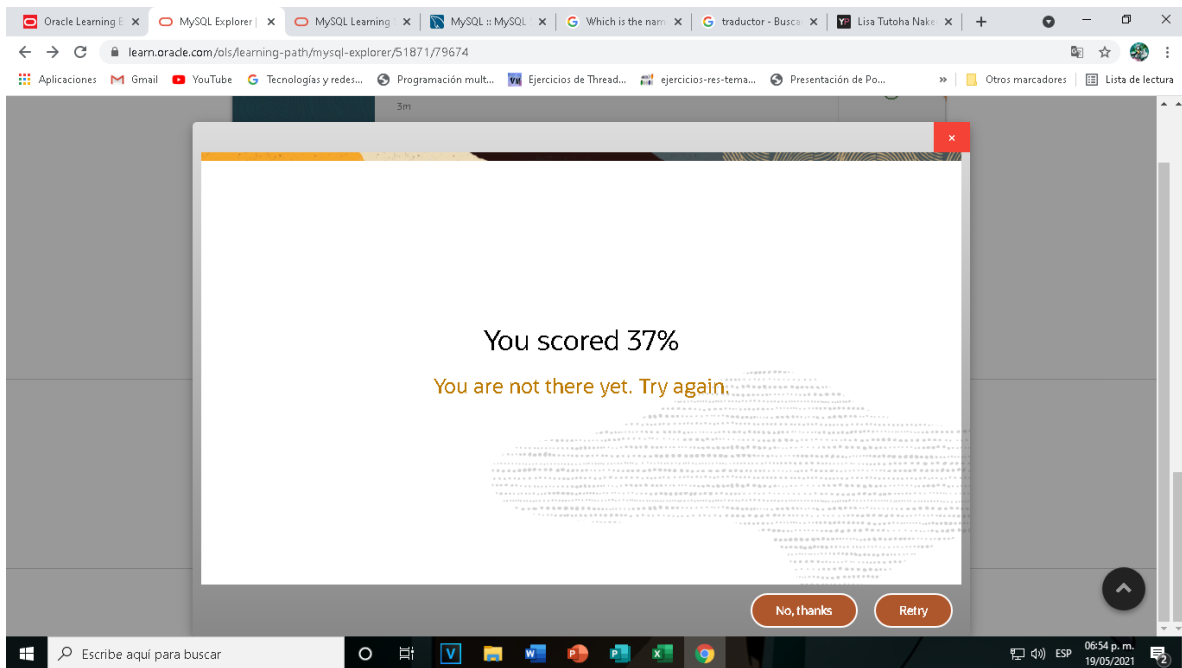 Oracle Learning E
MySQL Explorer |
MySQL Learning
MySQL :: MySQL
Which is the nam
traductor - Busca
Lisa Tutoha Nake
learn.oracle.com/ols/learning-path/mysql-explorer/51871/79674
Aplicaciones
Gmail
YouTube
Tecnologías y redes...
Programación mult...
Ejercicios de Thread...
ejercicios-res-tema...
Presentación de Po...
»
Otros marcadores
Lista de lectura
3m
You scored 37%
You are not there yet. Try again.
No, thanks
Retry
Escribe aquí para buscar
ESP
06:54 p. m.
19/05/2021
2